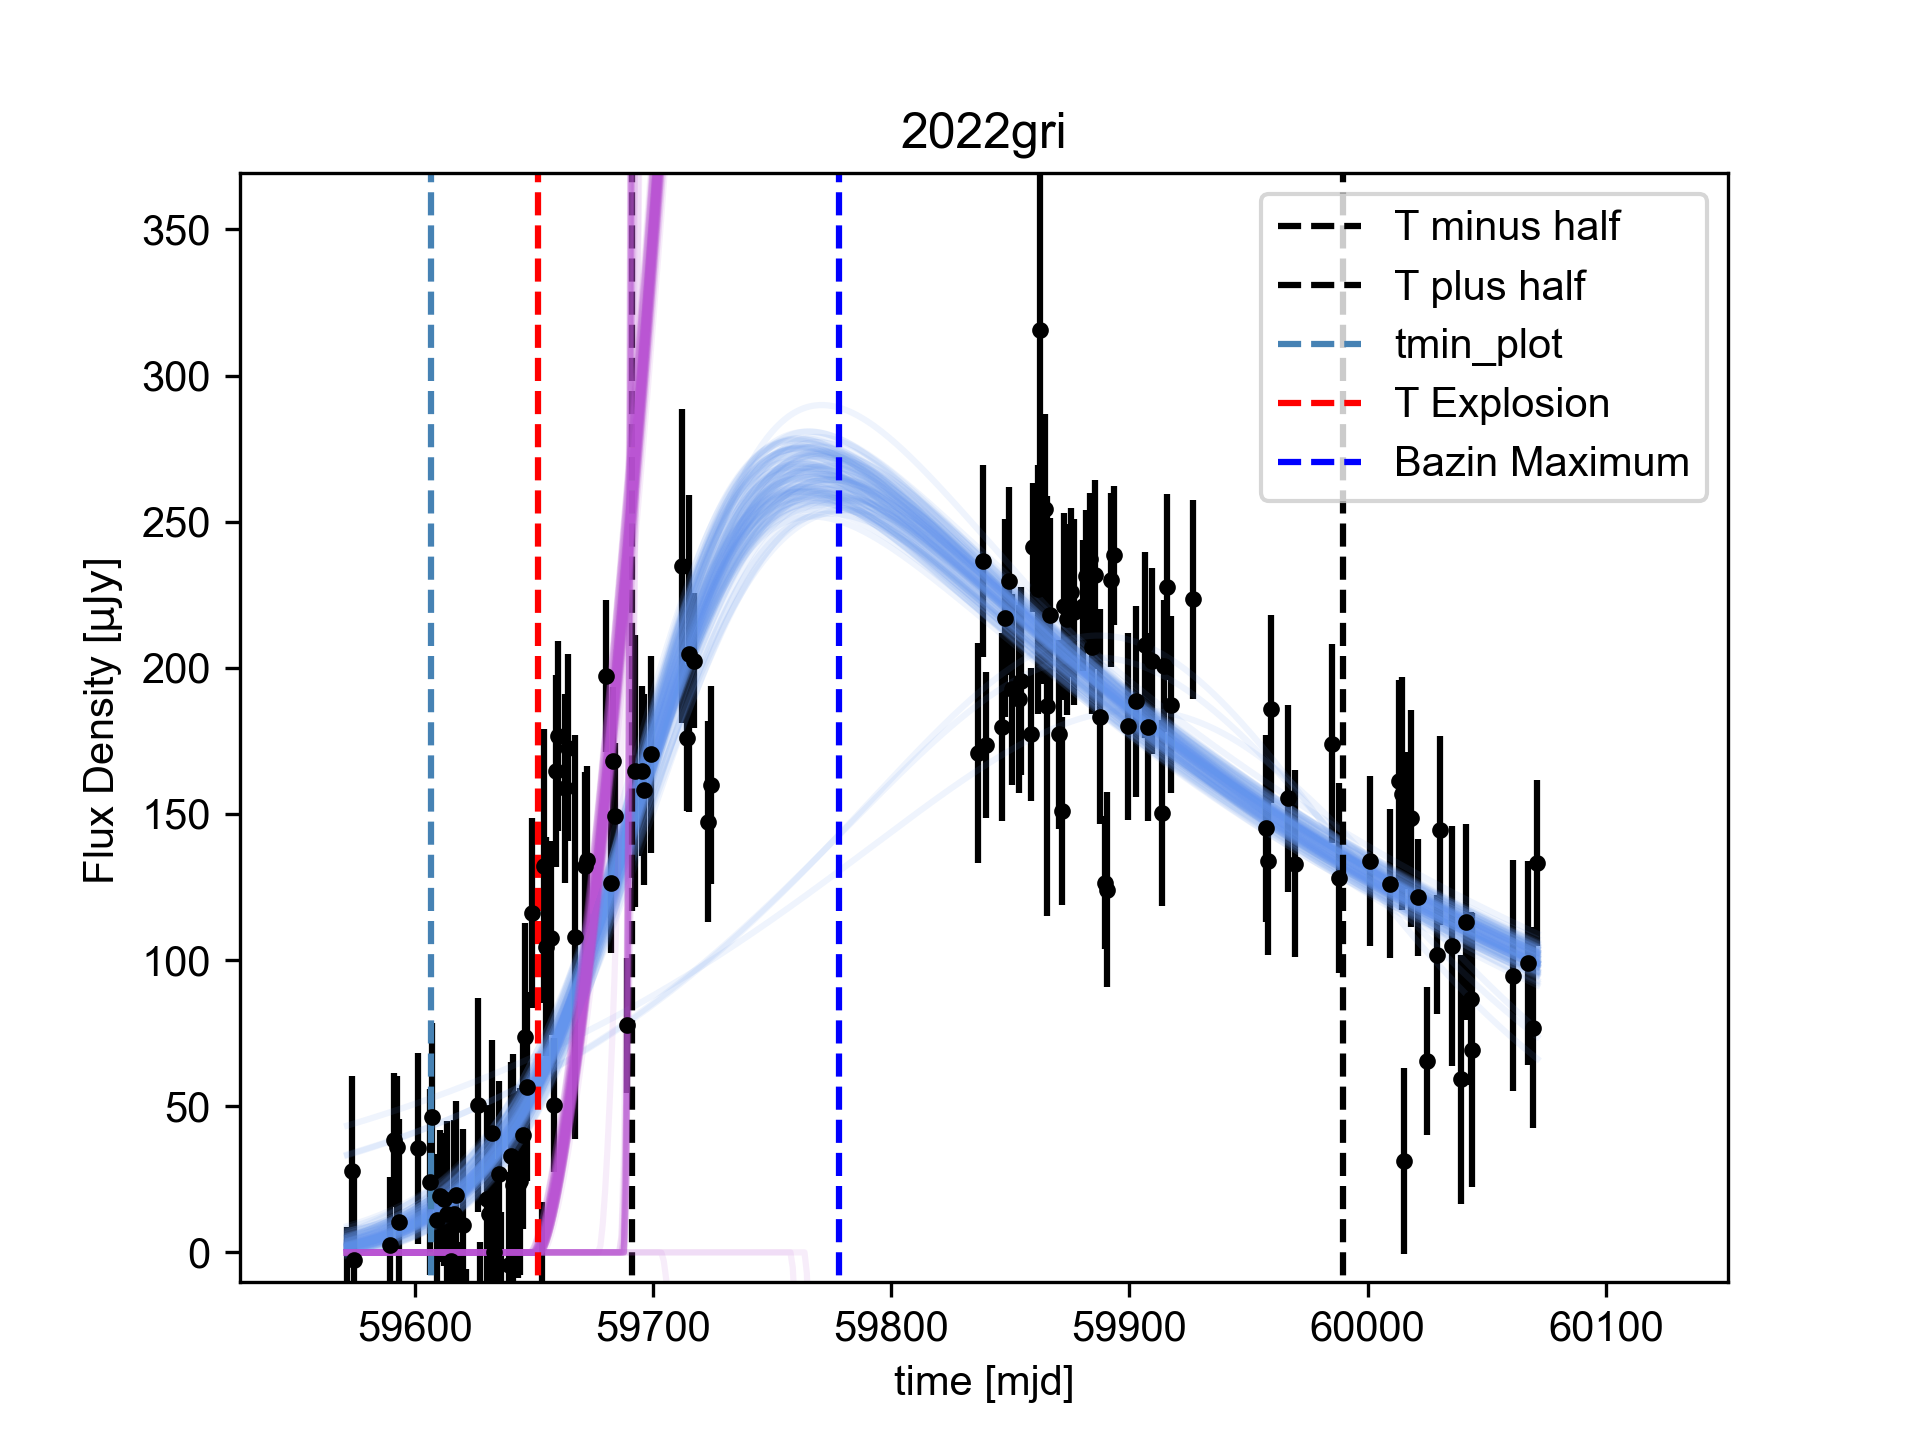 2022gri
T minus half
T plus half
tmin_plot
T Explosion
Bazin Maximum
Flux Density [µJy]
350
300
250
200
150
100
50
0
59600 59700 59800 59900 60000 60100
time [mjd]